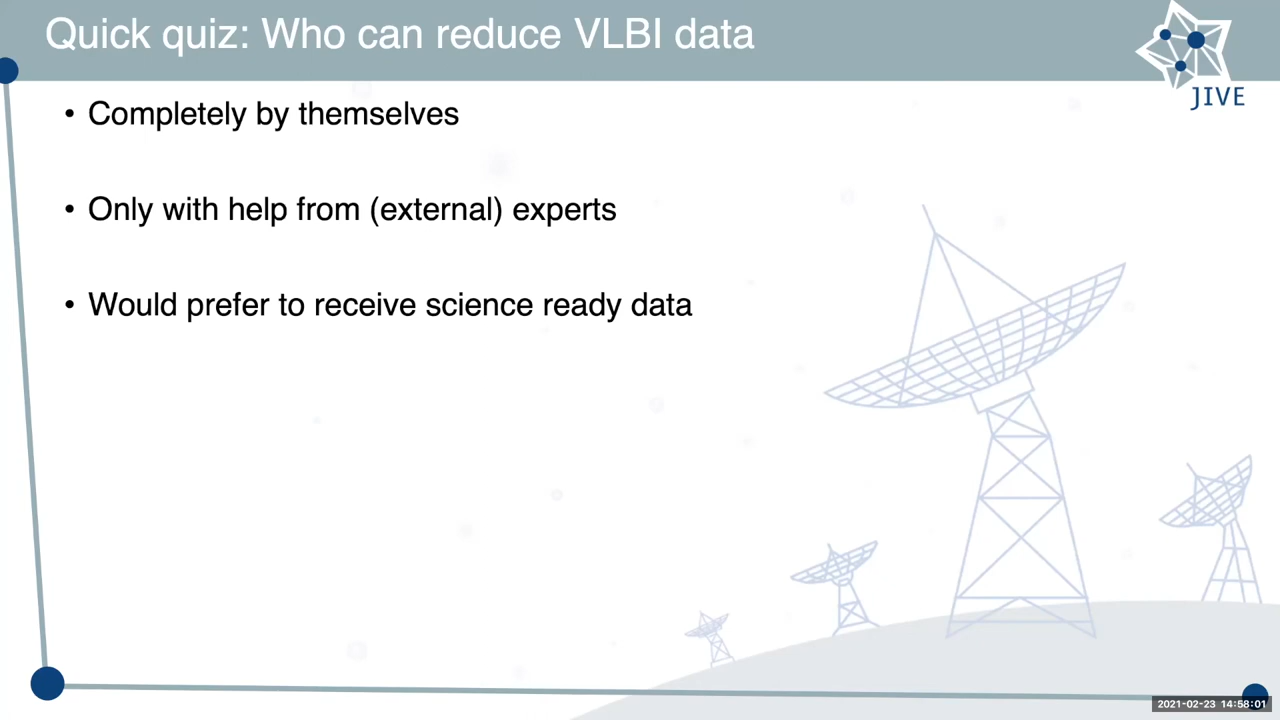 Quick quiz: Who can reduce VLBI data
JIVE
• Completely by themselves
• Only with help from (external) experts
• Would prefer to receive science ready data
2021-02-23 14:58:01